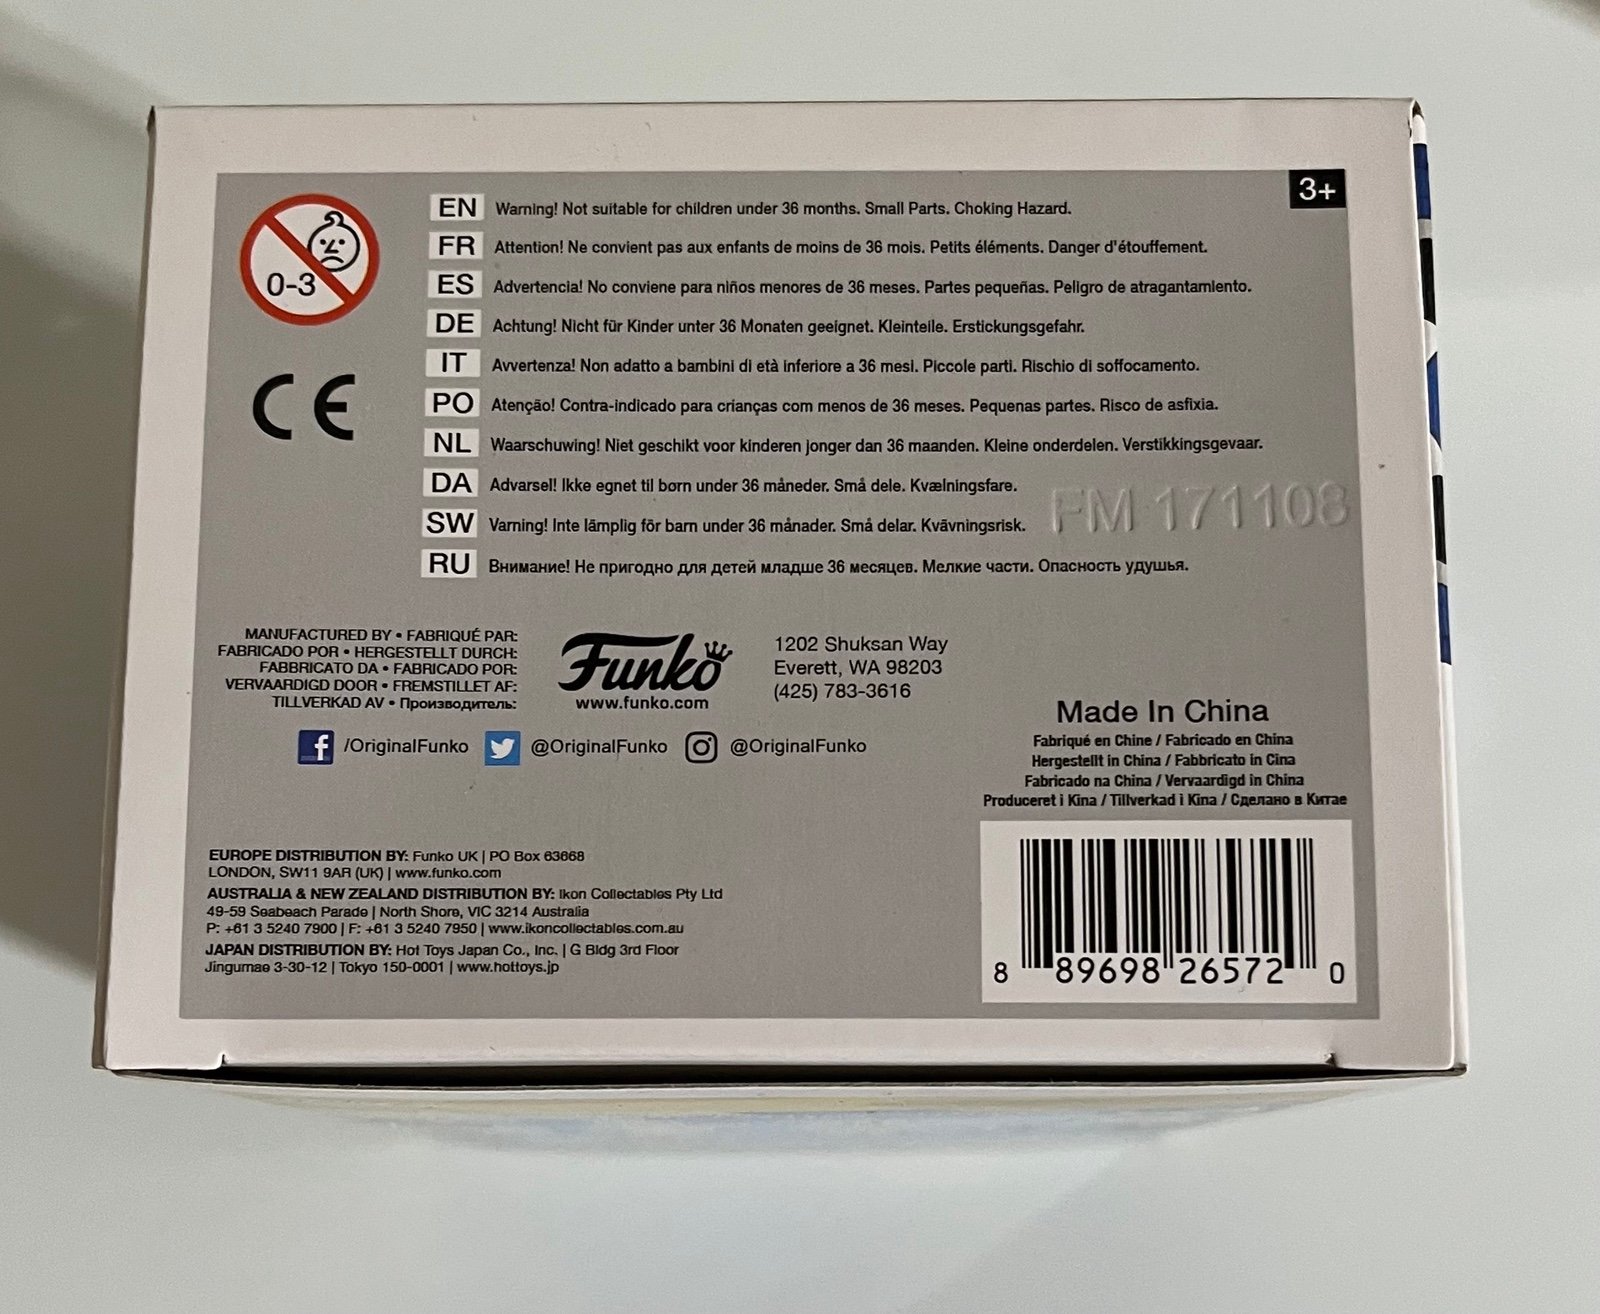 3+
0-3
CE
EN Warning! Not suitable for children under 36 months. Small Parts. Choking Hazard.
FR Attention! Ne convient pas aux enfants de moins de 36 mois. Petits éléments. Danger d'étouffement.
ES Advertencia! No conviene para niños menores de 36 meses. Partes pequeñas. Peligro de atragantamiento.
DE Achtung! Nicht für Kinder unter 36 Monaten geeignet. Kleinteile. Erstickungsgefahr.
IT Avvertenza! Non adatto a bambini di età inferiore a 36 mesi. Piccole parti. Rischio di soffocamento.
PO Atenção! Contra-indicado para crianças com menos de 36 meses. Pequenas partes. Risco de asfixia.
NL Waarschuwing! Niet geschikt voor kinderen jonger dan 36 maanden. Kleine onderdelen. Verstikkingsgevaar.
DA Advarsel! Ikke egnet til børn under 36 måneder. Små dele. Kvælningsfare.
SW Varning! Inte lämplig för barn under 36 månader. Små delar. Kvävningsrisk.
FM 171108
RU Внимание! Не пригодно для детей младше 36 месяцев. Мелкие части. Опасность удушья.
MANUFACTURED BY • FABRIQUÉ PAR:
FABRICADO POR • HERGESTELLT DURCH:
FABBRICATO DA • FABRICADO POR:
VERVAARDIGD DOOR • FREMSTILLET AF:
TILLVERKAD AV • Производитель:
Funko
www.funko.com
1202 Shuksan Way
Everett, WA 98203
(425) 783-3616
/OriginalFunko @OriginalFunko @OriginalFunko
Made In China
Fabriqué en Chine / Fabricado en China
Hergestellt in China / Fabbricato in Cina
Fabricado na China / Vervaardigd in China
Produceret i Kina / Tillverkad i Kina / Сделано в Китае
EUROPE DISTRIBUTION BY: Funko UK | PO Box 63668
LONDON, SW11 9AR (UK) | www.funko.com
AUSTRALIA & NEW ZEALAND DISTRIBUTION BY: Ikon Collectables Pty Ltd
49-59 Seabeach Parade | North Shore, VIC 3214 Australia
P: +61 3 5240 7900 | F: +61 3 5240 7950 | www.ikoncollectables.com.au
JAPAN DISTRIBUTION BY: Hot Toys Japan Co., Inc. | G Bldg 3rd Floor
Jingumae 3-30-12 | Tokyo 150-0001 | www.hottoys.jp
8 89698 26572 0